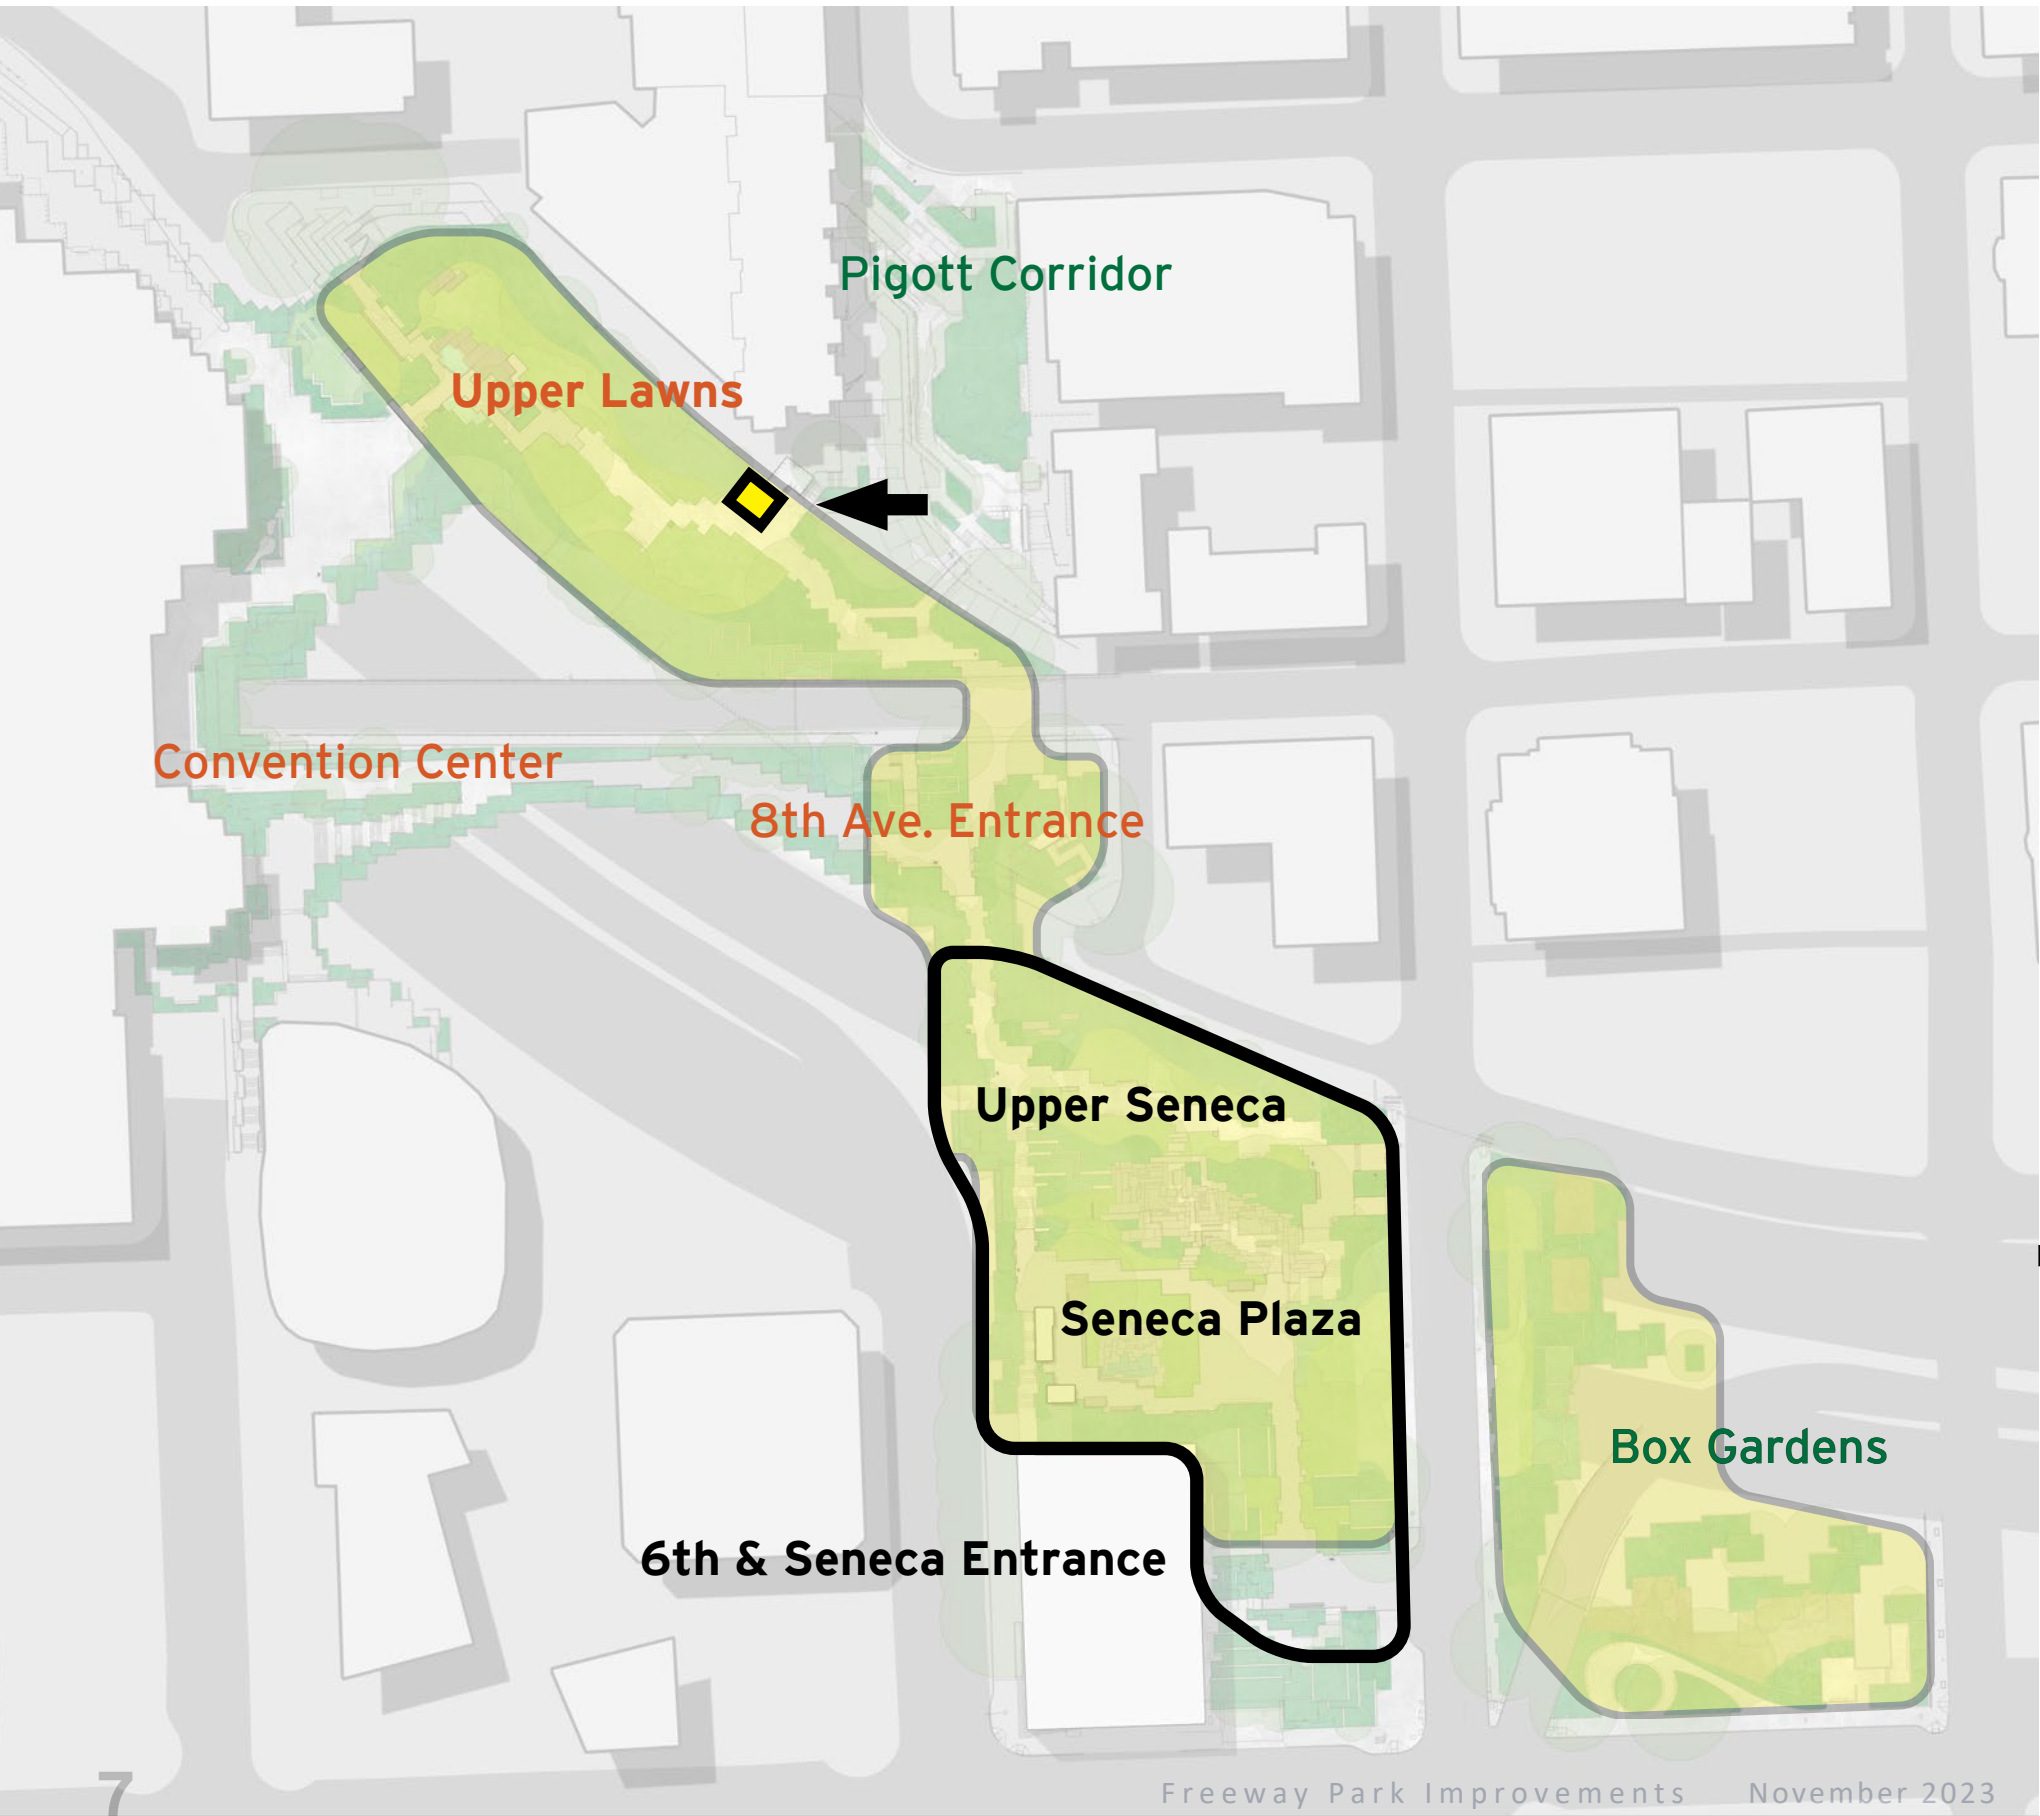 Pigott Corridor
Upper Lawns
Convention Center
8th Ave. Entrance
Upper Seneca
Seneca Plaza
Box Gardens
6th & Seneca Entrance
7
Freeway Park Improvements November 2023